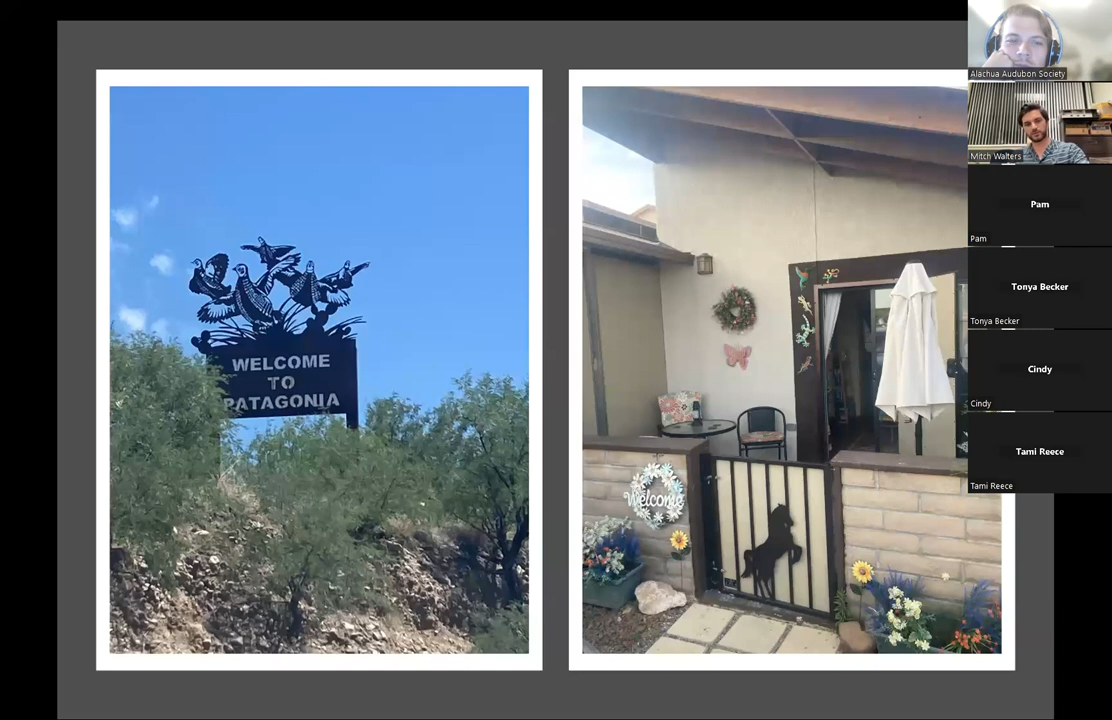 WELCOME
TO
PATAGONIA
Welcome
Alachua Audubon Society
Mitch Walters
Pam
Pam
Tonya Becker
Tonya Becker
Cindy
Cindy
Tami Reece
Tami Reece